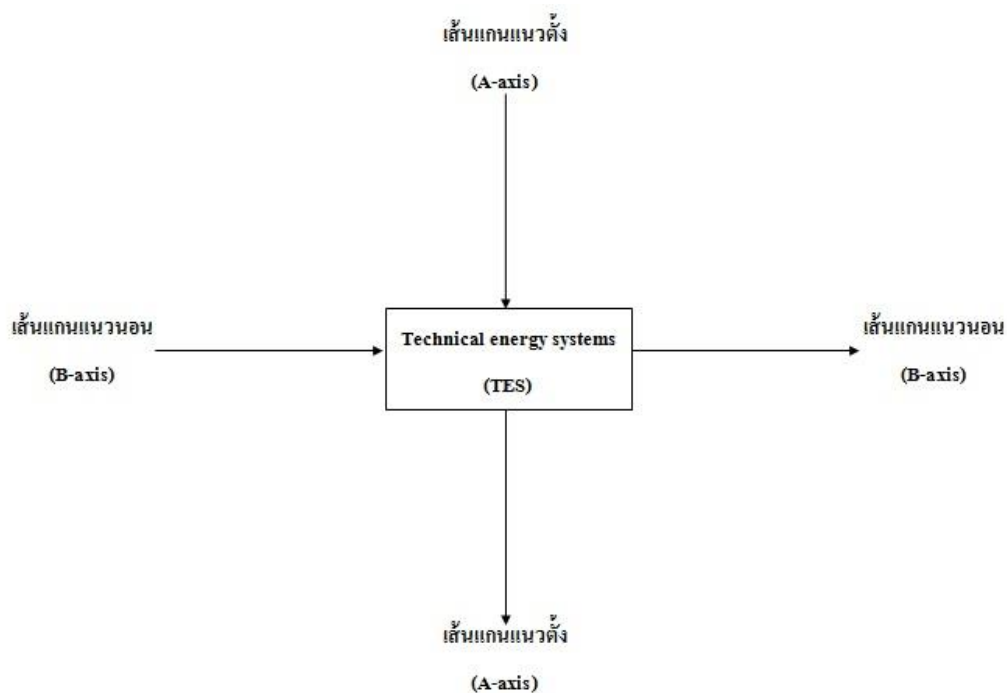 เส้นแกนแนวตั้ง
(A-axis)
เส้นแกนแนวนอน
(B-axis)
Technical energy systems
(TES)
เส้นแกนแนวนอน
(B-axis)
เส้นแกนแนวตั้ง
(A-axis)